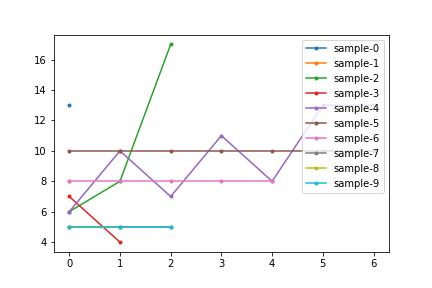 16
14
12
10
8
6
4
0 1 2 3 4 5 6
sample-0
sample-1
sample-2
sample-3
sample-4
sample-5
sample-6
sample-7
sample-8
sample-9